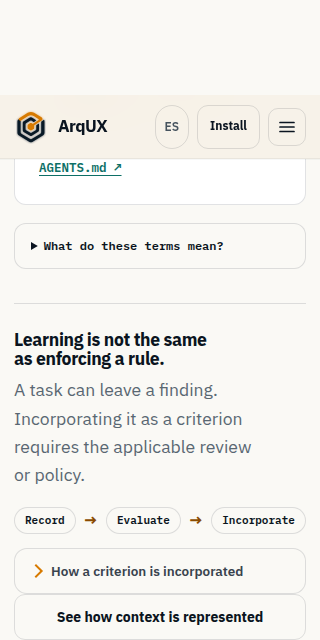 ArqUX
ES
Install
AGENTS.md ↗
What do these terms mean?
Learning is not the same
as enforcing a rule.
A task can leave a finding.
Incorporating it as a criterion
requires the applicable review
or policy.
Record → Evaluate → Incorporate
How a criterion is incorporated
See how context is represented